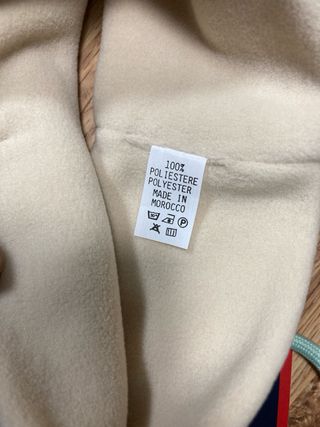 100%
POLIESTERE
POLYESTER
MADE IN
MOROCCO
P